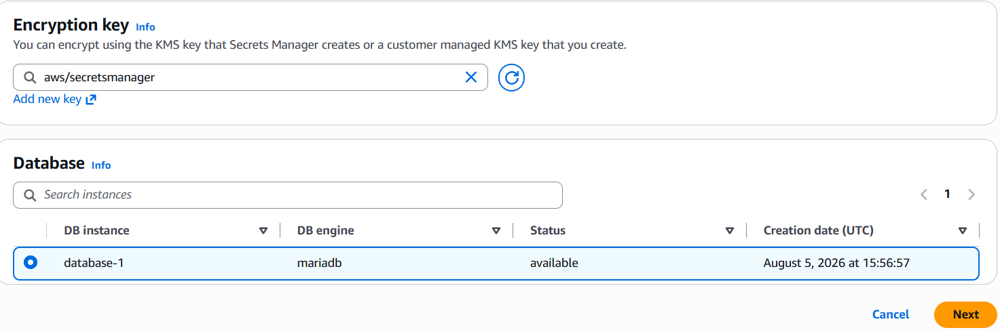 Encryption key Info
You can encrypt using the KMS key that Secrets Manager creates or a customer managed KMS key that you create.
aws/secretsmanager
Add new key
Database Info
Search instances
1
DB instance DB engine Status Creation date (UTC)
database-1 mariadb available August 5, 2026 at 15:56:57
Cancel Next